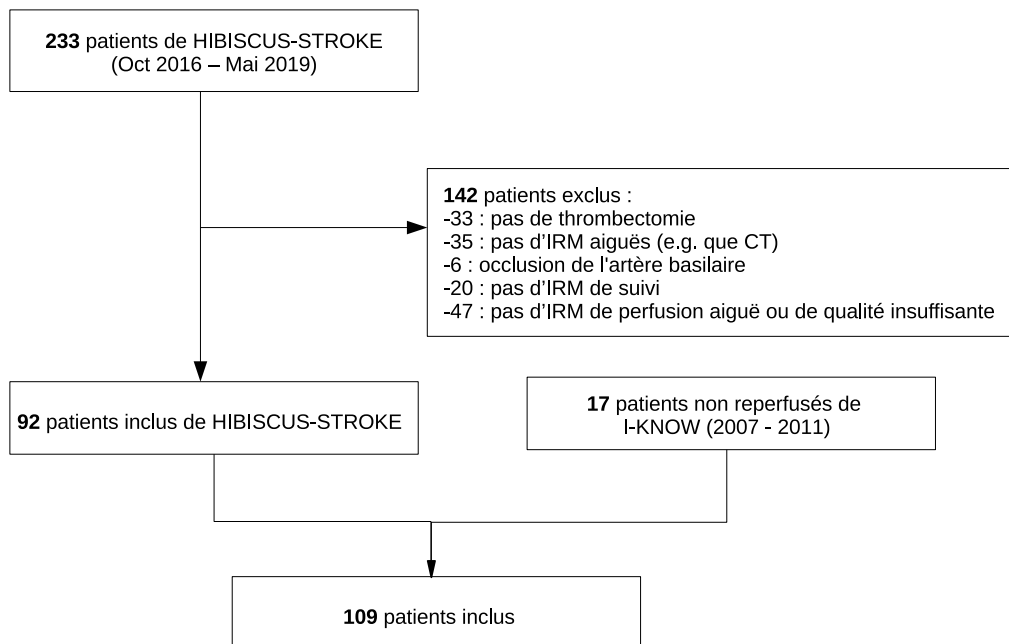 233 patients de HIBISCUS-STROKE
(Oct 2016 – Mai 2019)
142 patients exclus :
-33 : pas de thrombectomie
-35 : pas d'IRM aiguës (e.g. que CT)
-6 : occlusion de l'artère basilaire
-20 : pas d'IRM de suivi
-47 : pas d'IRM de perfusion aiguë ou de qualité insuffisante
92 patients inclus de HIBISCUS-STROKE
17 patients non reperfusés de
I-KNOW (2007 - 2011)
109 patients inclus